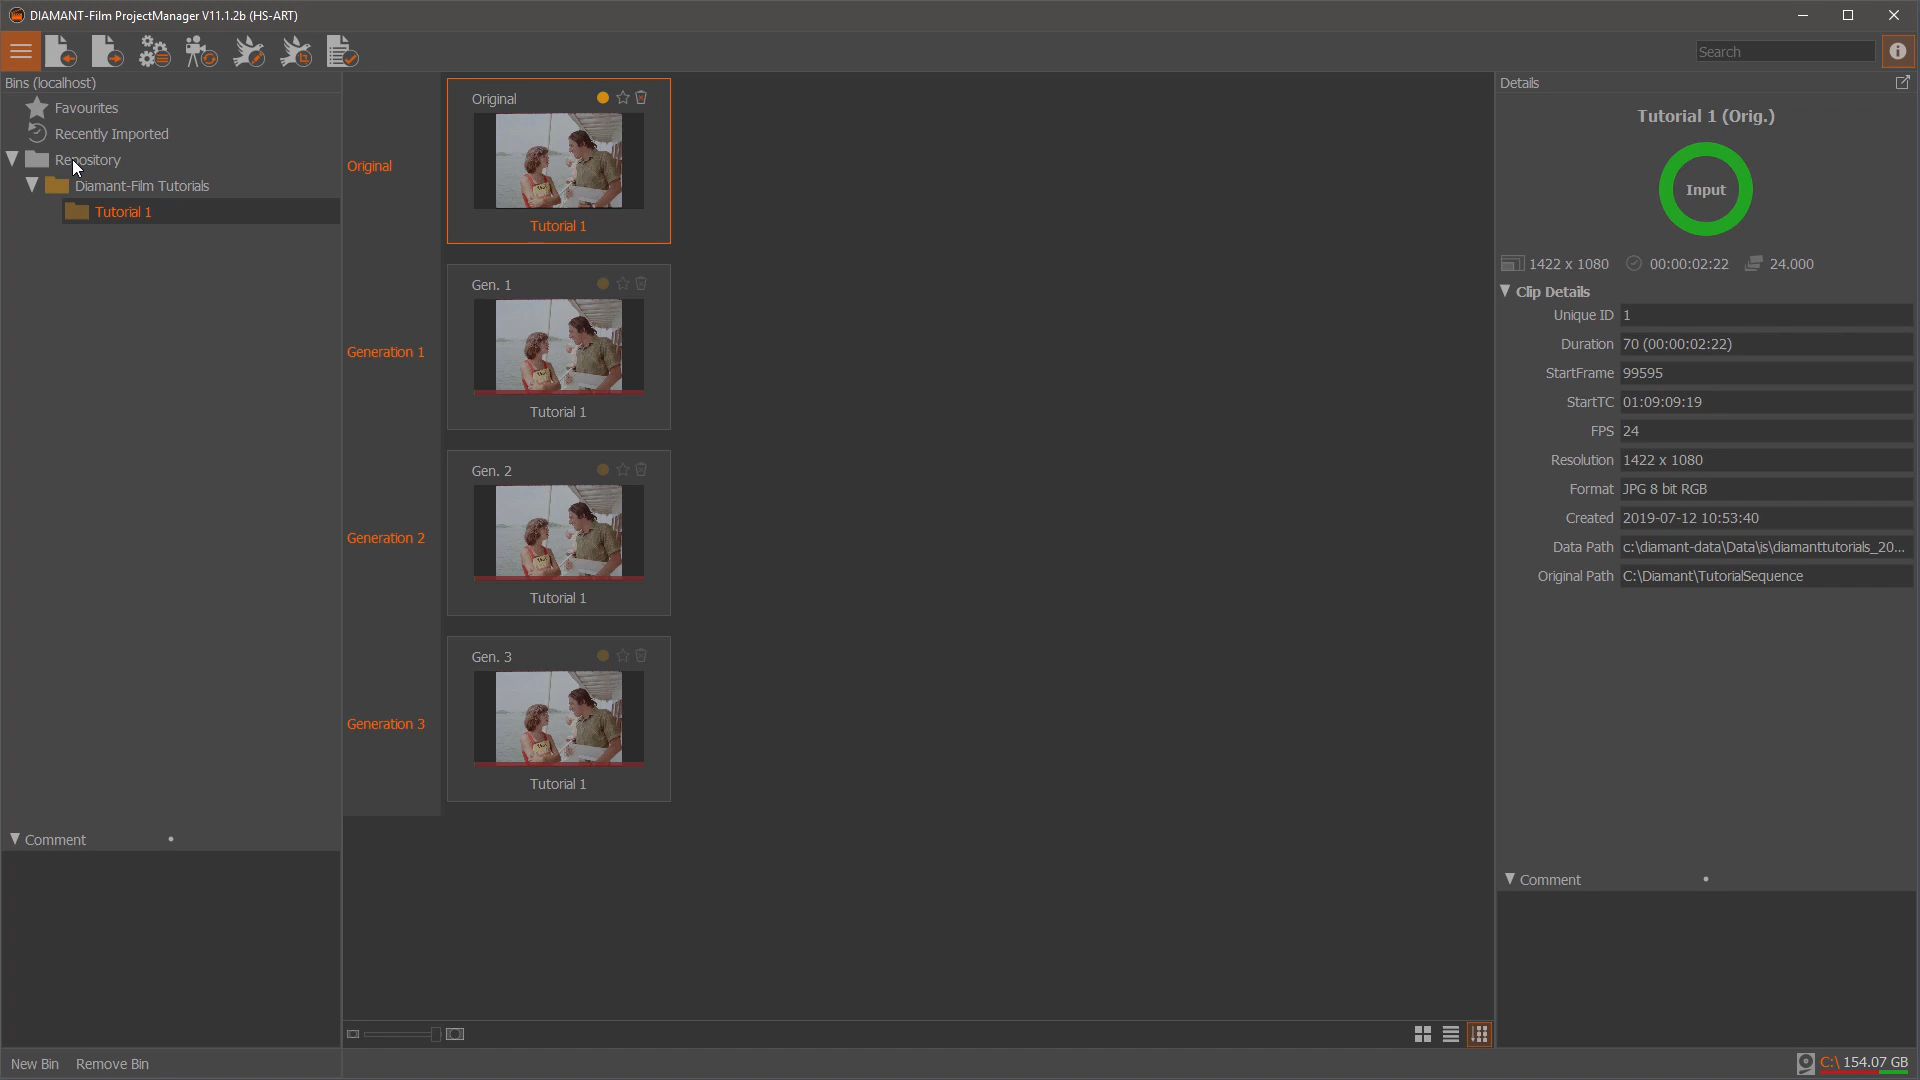 DIAMANT-Film ProjectManager V11.1.2b (HS-ART)
Search
Bins (localhost)
Favourites
Recently Imported
Repository
Diamant-Film Tutorials
Tutorial 1
Comment
New Bin Remove Bin
Original
Original
Tutorial 1
Generation 1
Gen. 1
Tutorial 1
Generation 2
Gen. 2
Tutorial 1
Generation 3
Gen. 3
Tutorial 1
Details
Tutorial 1 (Orig.)
Input
1422 x 1080 00:00:02:22 24.000
Clip Details
Unique ID 1
Duration 70 (00:00:02:22)
StartFrame 99595
StartTC 01:09:09:19
FPS 24
Resolution 1422 x 1080
Format JPG 8 bit RGB
Created 2019-07-12 10:53:40
Data Path c:\diamant-data\Data\is\diamanttutorials_20...
Original Path C:\Diamant\TutorialSequence
Comment
C:\ 154.07 GB